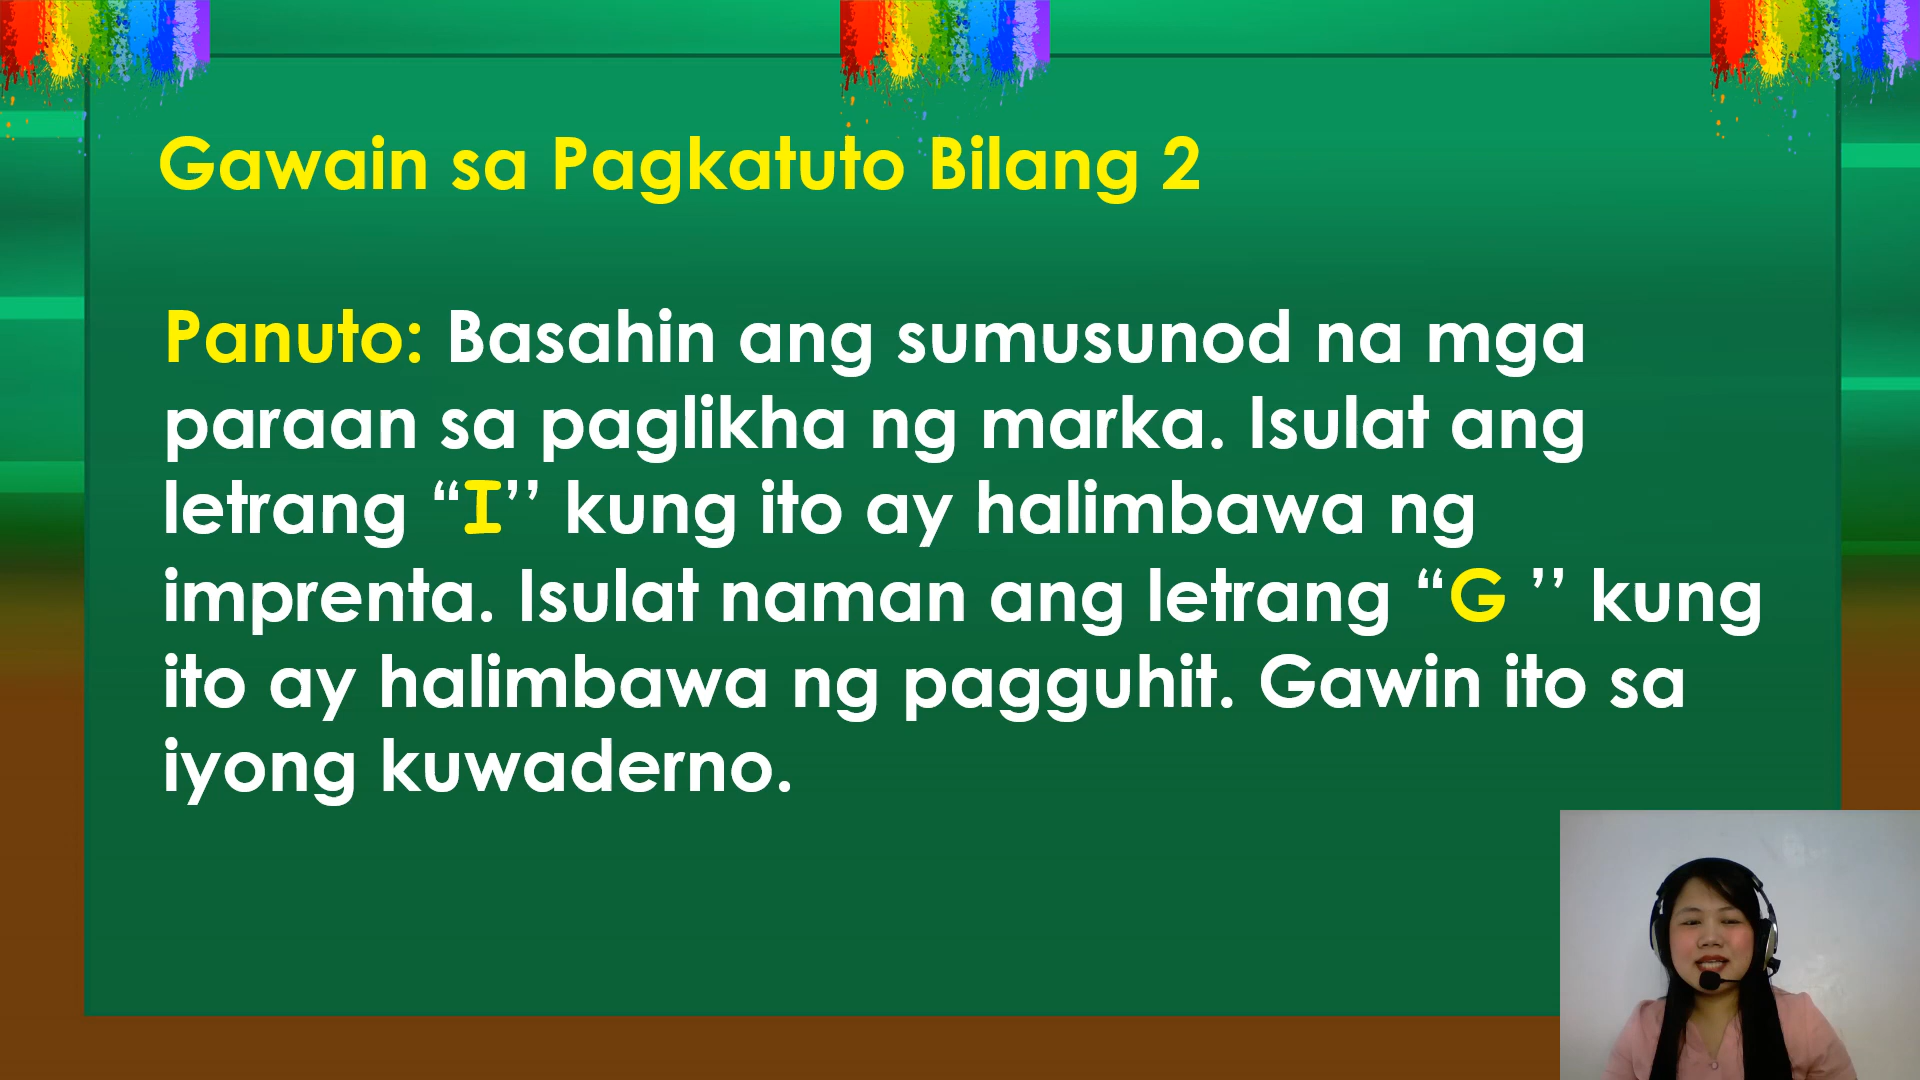 Gawain sa Pagkatuto Bilang 2
Panuto: Basahin ang sumusunod na mga
paraan sa paglikha ng marka. Isulat ang
letrang “I’’ kung ito ay halimbawa ng
imprenta. Isulat naman ang letrang “G ’’ kung
ito ay halimbawa ng pagguhit. Gawin ito sa
iyong kuwaderno.